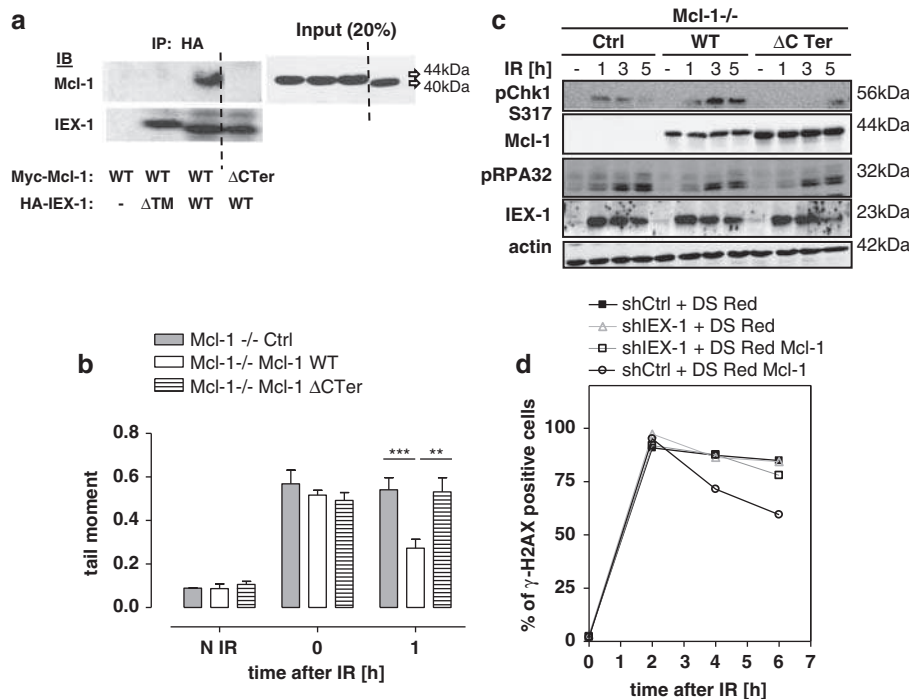 a
IP: HA
Input (20%)
IB
Mcl-1
44kDa
40kDa
IEX-1
Myc-Mcl-1: WT WT WT ΔCTer
HA-IEX-1: - ΔTM WT WT
c
Mcl-1-/-
Ctrl WT ΔC Ter
IR [h] - 1 3 5 - 1 3 5 - 1 3 5
pChk1 S317 56kDa
Mcl-1 44kDa
pRPA32 32kDa
IEX-1 23kDa
actin 42kDa
b
Mcl-1 -/- Ctrl
Mcl-1-/- Mcl-1 WT
Mcl-1-/- Mcl-1 ΔCTer
tail moment
0.8
0.6
0.4
0.2
0.0
*** **
N IR 0 1
time after IR [h]
d
shCtrl + DS Red
shIEX-1 + DS Red
shIEX-1 + DS Red Mcl-1
shCtrl + DS Red Mcl-1
% of γ-H2AX positive cells
100
75
50
25
0
0 1 2 3 4 5 6 7
time after IR [h]